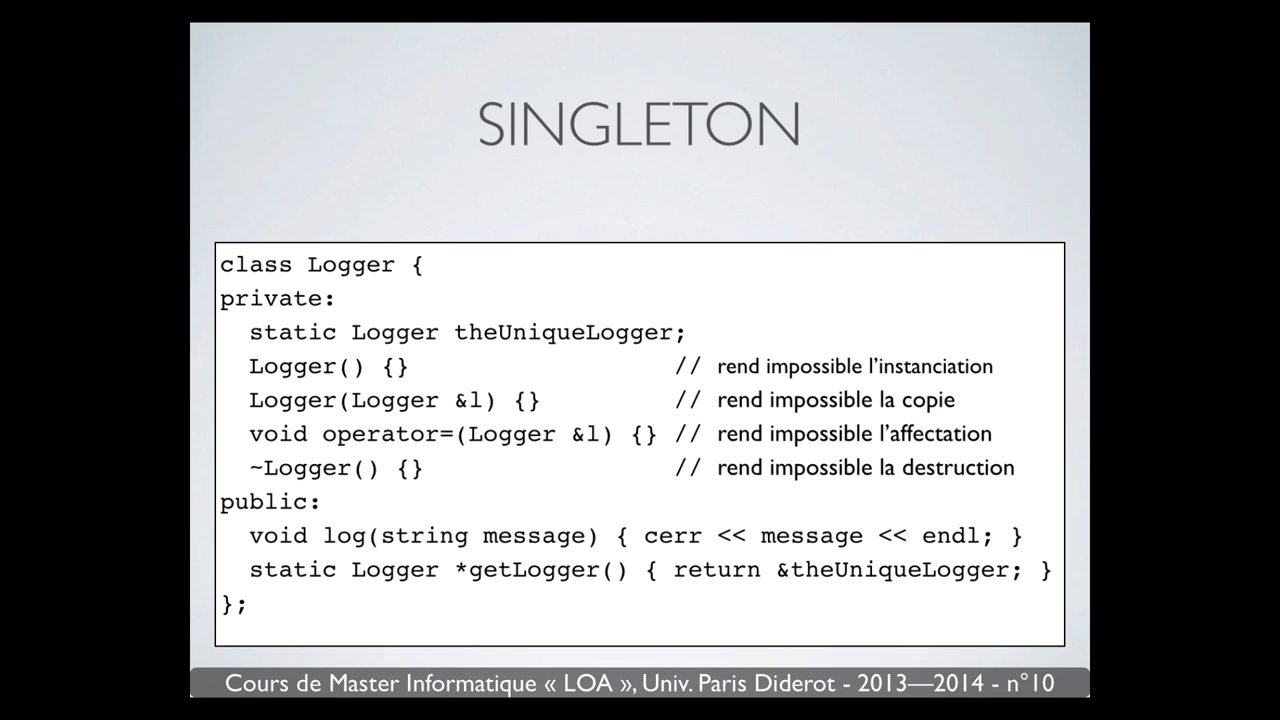 SINGLETON
class Logger {
private:
  static Logger theUniqueLogger;
  Logger() {}                  // rend impossible l’instanciation
  Logger(Logger &l) {}         // rend impossible la copie
  void operator=(Logger &l) {} // rend impossible l’affectation
  ~Logger() {}                 // rend impossible la destruction
public:
  void log(string message) { cerr << message << endl; }
  static Logger *getLogger() { return &theUniqueLogger; }
};
Cours de Master Informatique « LOA », Univ. Paris Diderot - 2013—2014 - n°10